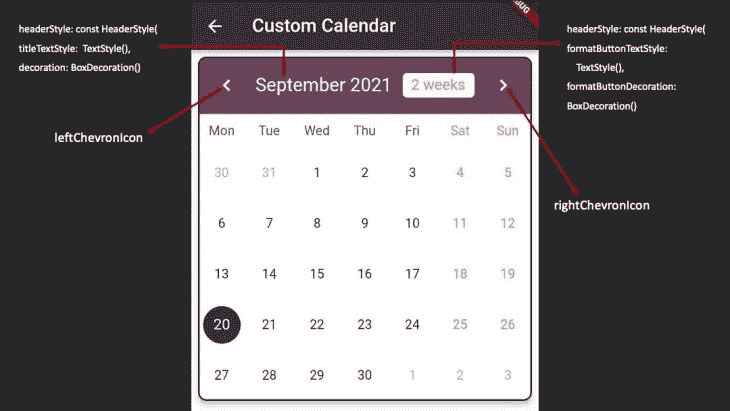 headerStyle: const HeaderStyle(
titleTextStyle: TextStyle(),
decoration: BoxDecoration()
leftChevronIcon
Custom Calendar
September 2021 2 weeks
Mon Tue Wed Thu Fri Sat Sun
30 31 1 2 3 4 5
6 7 8 9 10 11 12
13 14 15 16 17 18 19
20 21 22 23 24 25 26
27 28 29 30 1 2 3
headerStyle: const HeaderStyle(
formatButtonTextStyle:
TextStyle(),
formatButtonDecoration:
BoxDecoration()
rightChevronIcon